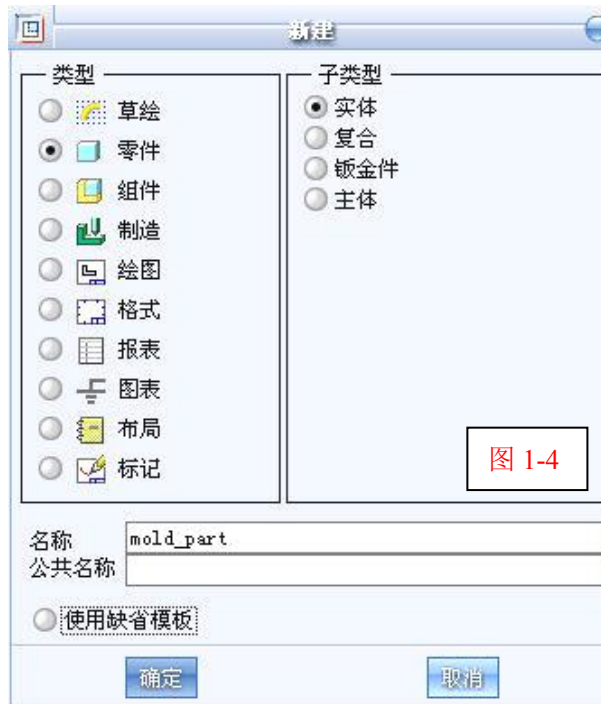 新建
类型
草绘
零件
组件
制造
绘图
格式
报表
图表
布局
标记
子类型
实体
复合
钣金件
主体
图 1-4
名称 mold_part
公共名称
使用缺省模板
确定 取消